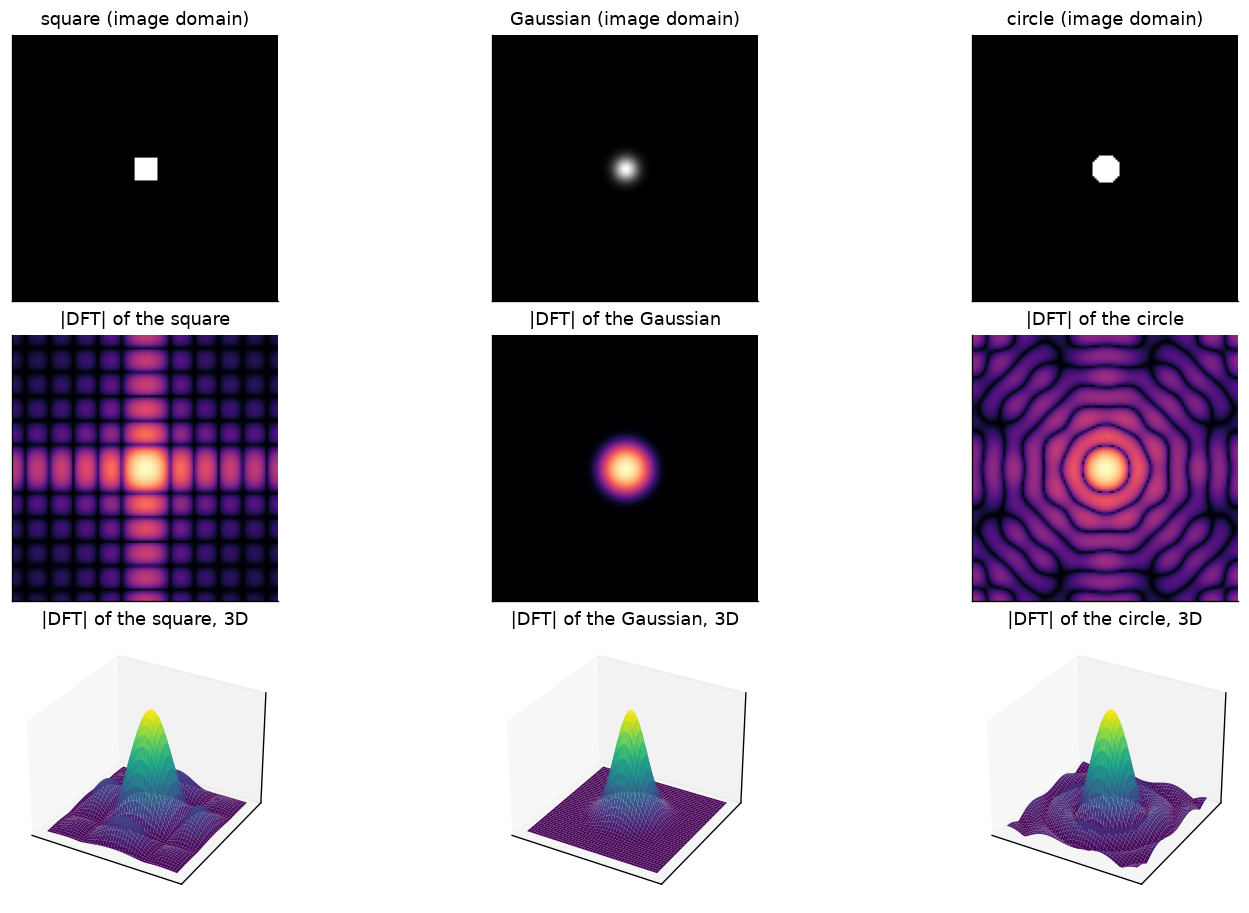 square (image domain)
Gaussian (image domain)
circle (image domain)
|DFT| of the square
|DFT| of the Gaussian
|DFT| of the circle
|DFT| of the square, 3D
|DFT| of the Gaussian, 3D
|DFT| of the circle, 3D